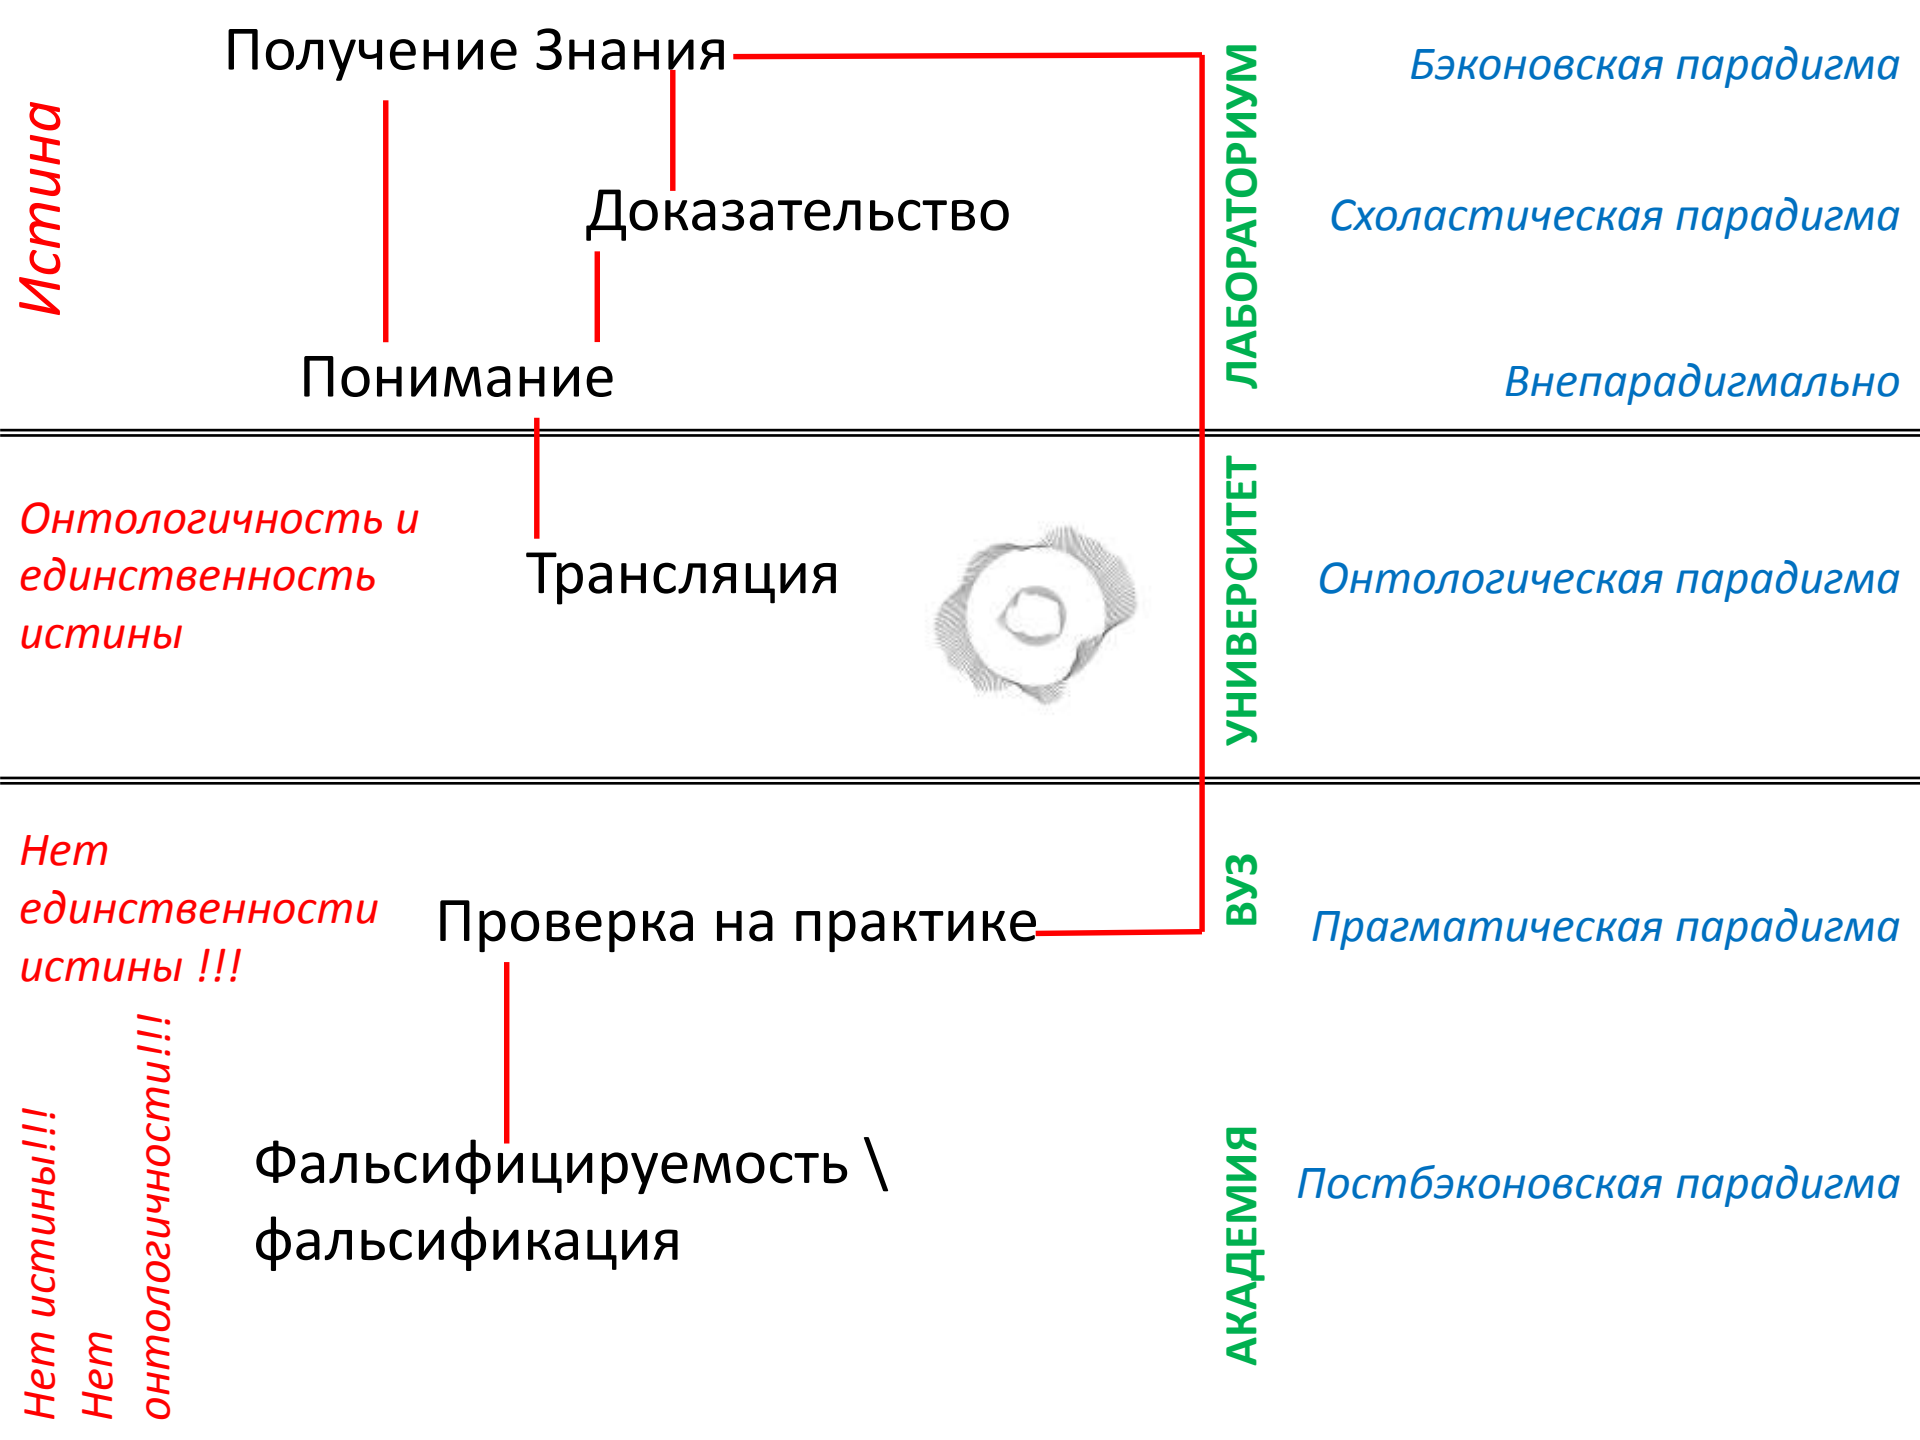 Получение Знания
Бэконовская парадигма
Истина
ЛАБОРАТОРИУМ
Доказательство
Схоластическая парадигма
Понимание
Внепарадигмально
Онтологичность и
единственность
истины
Трансляция
УНИВЕРСИТЕТ
Онтологическая парадигма
Нет
единственности
истины !!!
Проверка на практике
ВУЗ
Прагматическая парадигма
Нет истины!!!
Нет
онтологичности!!!
Фальсифицируемость \
фальсификация
АКАДЕМИЯ
Постбэконовская парадигма